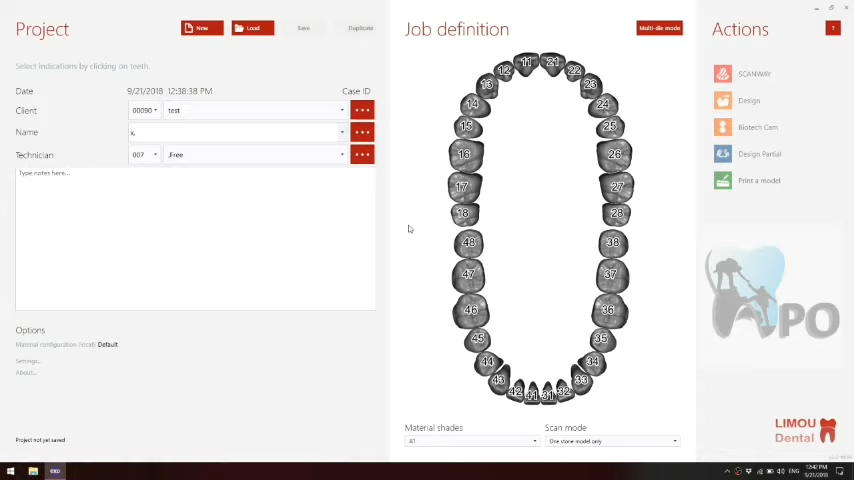 Project
New
Load
Save
Duplicate
Select indications by clicking on teeth.
Date 9/21/2018 12:38:38 PM Case ID
Client 00090 test
Name x,
Technician 007 ,Free
Type notes here...
Options
Material configuration (local) Default
Settings...
About...
Project not yet saved
Job definition
Multi-die mode
11 21
12 22
13 23
14 24
15 25
16 26
17 27
18 28
48 38
47 37
46 36
45 35
44 34
43 33
42 41 31 32
Material shades
A1
Scan mode
One stone model only
Actions
?
SCANWAY
Design
Biotech Cam
Design Partial
Print a model
APO
LIMOU
Dental
EXO
ENG
12:42 PM
9/21/2018